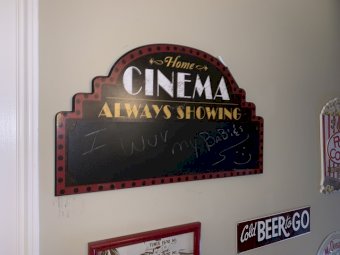 Home
CINEMA
ALWAYS SHOWING
I Wuv my BaBies
Cold BEER to GO